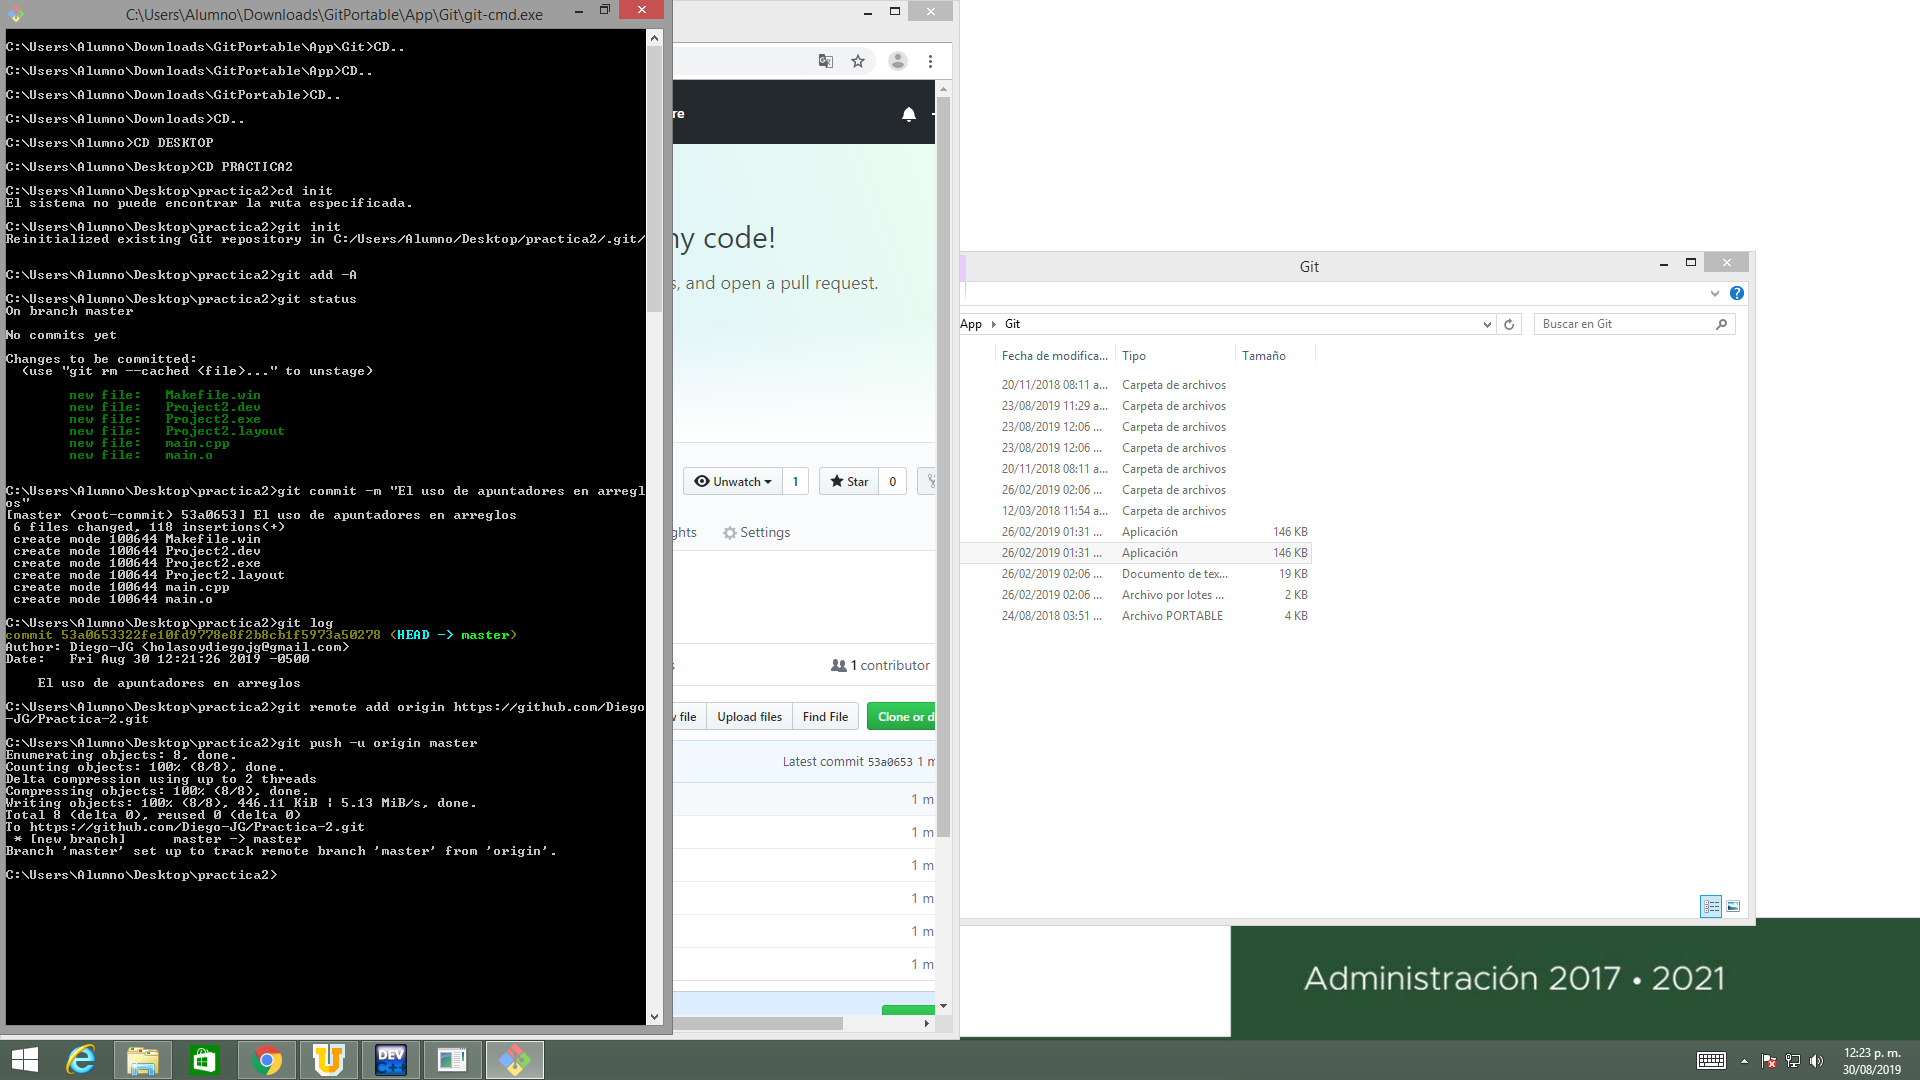 C:\Users\Alumno\Downloads\GitPortable\App\Git\git-cmd.exe
C:\Users\Alumno\Downloads\GitPortable\App\Git>CD..
C:\Users\Alumno\Downloads\GitPortable\App>CD..
C:\Users\Alumno\Downloads\GitPortable>CD..
C:\Users\Alumno\Downloads>CD..
C:\Users\Alumno>CD DESKTOP
C:\Users\Alumno\Desktop>CD PRACTICA2
C:\Users\Alumno\Desktop\practica2>cd init
El sistema no puede encontrar la ruta especificada.
C:\Users\Alumno\Desktop\practica2>git init
Reinitialized existing Git repository in C:/Users/Alumno/Desktop/practica2/.git/
C:\Users\Alumno\Desktop\practica2>git add -A
C:\Users\Alumno\Desktop\practica2>git status
On branch master
No commits yet
Changes to be committed:
(use "git rm --cached <file>..." to unstage)
new file: Makefile.win
new file: Project2.dev
new file: Project2.exe
new file: Project2.layout
new file: main.cpp
new file: main.o
C:\Users\Alumno\Desktop\practica2>git commit -m "El uso de apuntadores en arregl
os"
[master (root-commit) 53a0653] El uso de apuntadores en arreglos
6 files changed, 118 insertions(+)
create mode 100644 Makefile.win
create mode 100644 Project2.dev
create mode 100644 Project2.exe
create mode 100644 Project2.layout
create mode 100644 main.cpp
create mode 100644 main.o
C:\Users\Alumno\Desktop\practica2>git log
commit 53a0653322fe10fd9778e8f2b8cb1f5973a50278 (HEAD -> master)
Author: Diego-JG <holasoydiegojg@gmail.com>
Date: Fri Aug 30 12:21:26 2019 -0500
El uso de apuntadores en arreglos
C:\Users\Alumno\Desktop\practica2>git remote add origin https://github.com/Diego
-JG/Practica-2.git
C:\Users\Alumno\Desktop\practica2>git push -u origin master
Enumerating objects: 8, done.
Counting objects: 100% (8/8), done.
Delta compression using up to 2 threads
Compressing objects: 100% (8/8), done.
Writing objects: 100% (8/8), 446.11 KiB ¦ 5.13 MiB/s, done.
Total 8 (delta 0), reused 0 (delta 0)
To https://github.com/Diego-JG/Practica-2.git
* [new branch] master -> master
Branch 'master' set up to track remote branch 'master' from 'origin'.
C:\Users\Alumno\Desktop\practica2>
re
ny code!
s, and open a pull request.
Unwatch 1 Star 0
ghts Settings
1 contributor
w file Upload files Find File Clone or d
Latest commit 53a0653 1 m
1 m
1 m
1 m
1 m
1 m
1 m
Git
App Git Buscar en Git
Fecha de modifica... Tipo Tamaño
20/11/2018 08:11 a... Carpeta de archivos
23/08/2019 11:29 a... Carpeta de archivos
23/08/2019 12:06 ... Carpeta de archivos
23/08/2019 12:06 ... Carpeta de archivos
20/11/2018 08:11 a... Carpeta de archivos
26/02/2019 02:06 ... Carpeta de archivos
12/03/2018 11:54 a... Carpeta de archivos
26/02/2019 01:31 ... Aplicación 146 KB
26/02/2019 01:31 ... Aplicación 146 KB
26/02/2019 02:06 ... Documento de tex... 19 KB
26/02/2019 02:06 ... Archivo por lotes ... 2 KB
24/08/2018 03:51 ... Archivo PORTABLE 4 KB
Administración 2017 • 2021
DEV
C++
12:23 p. m.
30/08/2019